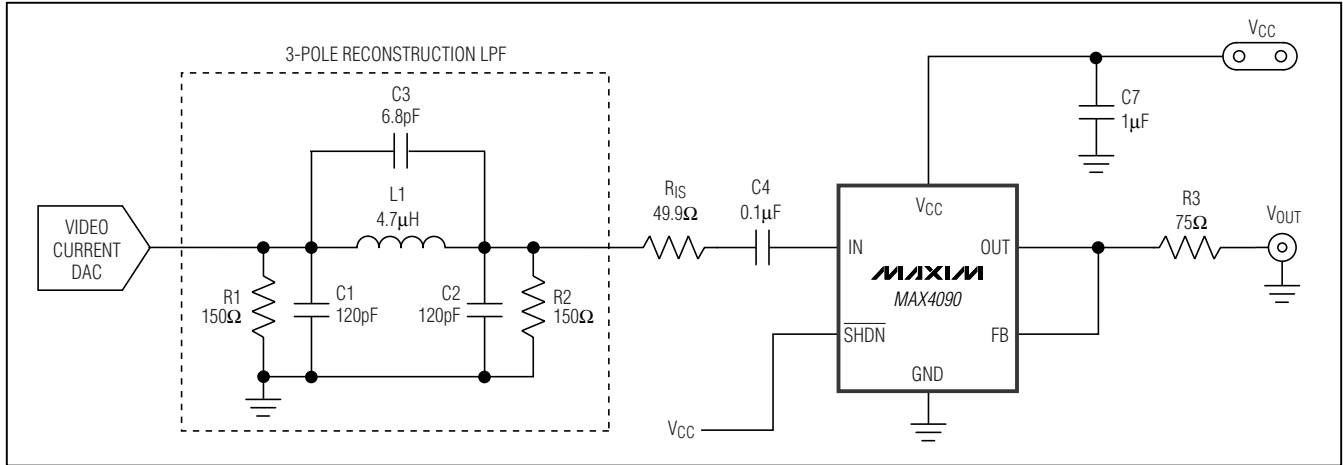 3-POLE RECONSTRUCTION LPF
C3
6.8pF
L1
4.7µH
VIDEO
CURRENT
DAC
R1
150Ω
C1
120pF
C2
120pF
R2
150Ω
RIS
49.9Ω
C4
0.1µF
VCC
C7
1µF
VCC
IN
OUT
MAXIM
MAX4090
SHDN
FB
GND
VCC
R3
75Ω
VOUT